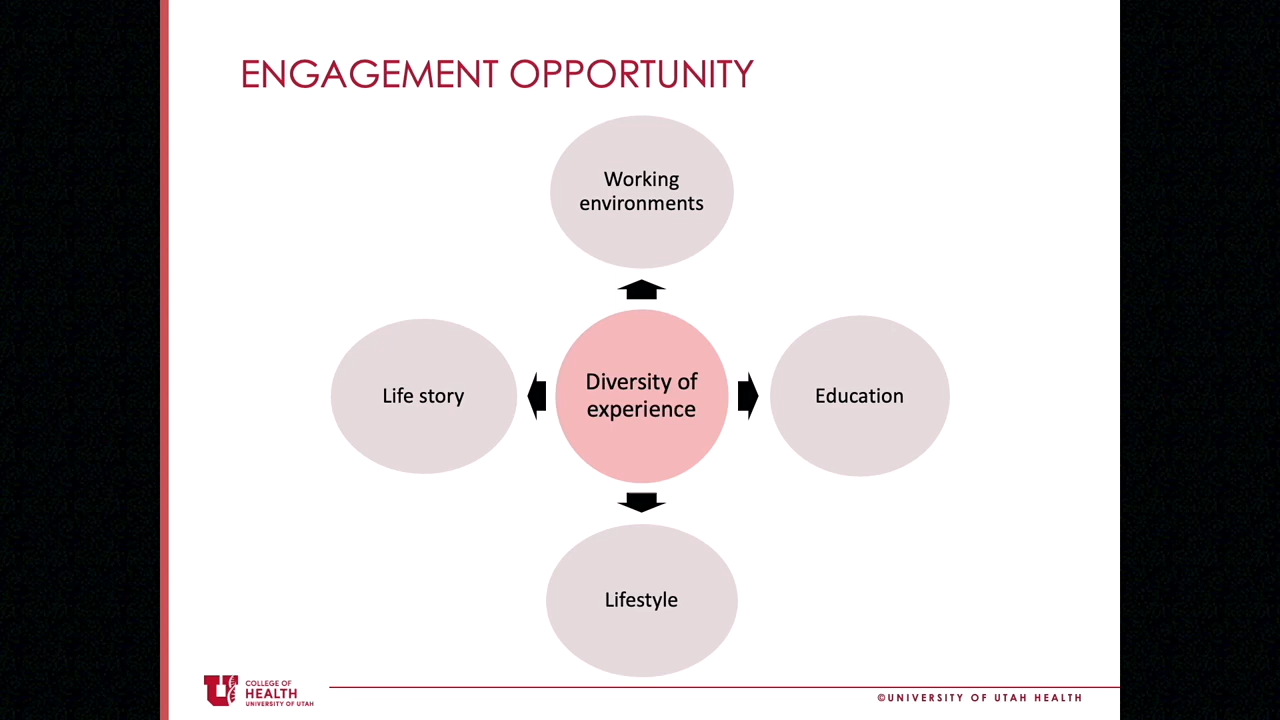 ENGAGEMENT OPPORTUNITY
Working
environments
Life story
Diversity of
experience
Education
Lifestyle
U
COLLEGE OF
HEALTH
UNIVERSITY OF UTAH
©UNIVERSITY OF UTAH HEALTH